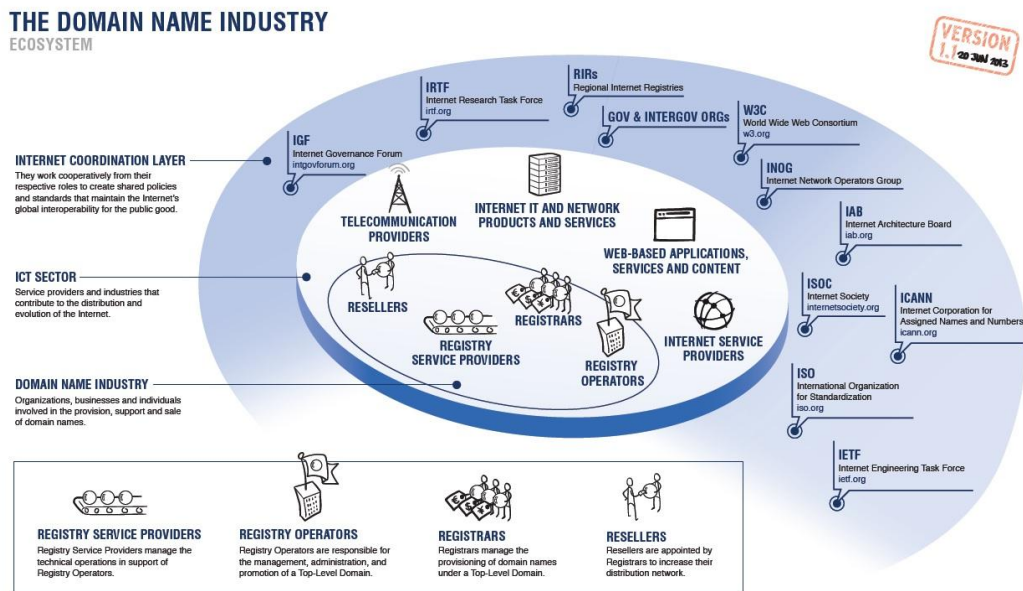 THE DOMAIN NAME INDUSTRY
ECOSYSTEM
VERSION
1.1 20 JUN 2013
IRTF
Internet Research Task Force
irtf.org
RIRs
Regional Internet Registries
GOV & INTERGOV ORGs
W3C
World Wide Web Consortium
w3.org
IGF
Internet Governance Forum
intgovforum.org
INOG
Internet Network Operators Group
IAB
Internet Architecture Board
iab.org
ISOC
Internet Society
internetsociety.org
ICANN
Internet Corporation for
Assigned Names and Numbers
icann.org
ISO
International Organization
for Standardization
iso.org
IETF
Internet Engineering Task Force
ietf.org
INTERNET COORDINATION LAYER
They work cooperatively from their
respective roles to create shared policies
and standards that maintain the Internet's
global interoperability for the public good.
ICT SECTOR
Service providers and industries that
contribute to the distribution and
evolution of the Internet.
DOMAIN NAME INDUSTRY
Organizations, businesses and individuals
involved in the provision, support and sale
of domain names.
TELECOMMUNICATION
PROVIDERS
INTERNET IT AND NETWORK
PRODUCTS AND SERVICES
WEB-BASED APPLICATIONS,
SERVICES AND CONTENT
INTERNET SERVICE
PROVIDERS
RESELLERS
REGISTRARS
REGISTRY
SERVICE PROVIDERS
REGISTRY
OPERATORS
REGISTRY SERVICE PROVIDERS
Registry Service Providers manage the
technical operations in support of
Registry Operators.
REGISTRY OPERATORS
Registry Operators are responsible for
the management, administration, and
promotion of a Top-Level Domain.
REGISTRARS
Registrars manage the
provisioning of domain names
under a Top-Level Domain.
RESELLERS
Resellers are appointed by
Registrars to increase their
distribution network.